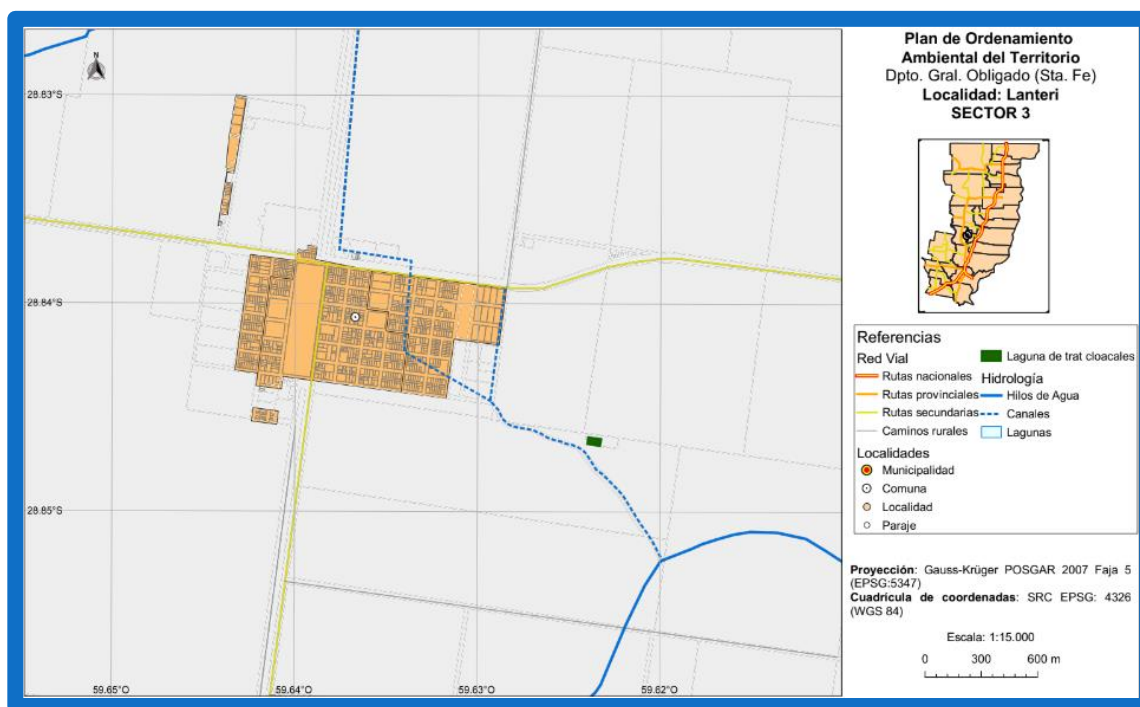 Plan de Ordenamiento
Ambiental del Territorio
Dpto. Gral. Obligado (Sta. Fe)
Localidad: Lanteri
SECTOR 3
N
28.83°S
28.84°S
28.85°S
59.65°O
59.64°O
59.63°O
59.62°O
Referencias
Red Vial
Rutas nacionales
Rutas provinciales
Rutas secundarias
Caminos rurales
Laguna de trat cloacales
Hidrología
Hilos de Agua
Canales
Lagunas
Localidades
Municipalidad
Comuna
Localidad
Paraje
Proyección: Gauss-Krüger POSGAR 2007 Faja 5
(EPSG:5347)
Cuadrícula de coordenadas: SRC EPSG: 4326
(WGS 84)
Escala: 1:15.000
0 300 600 m